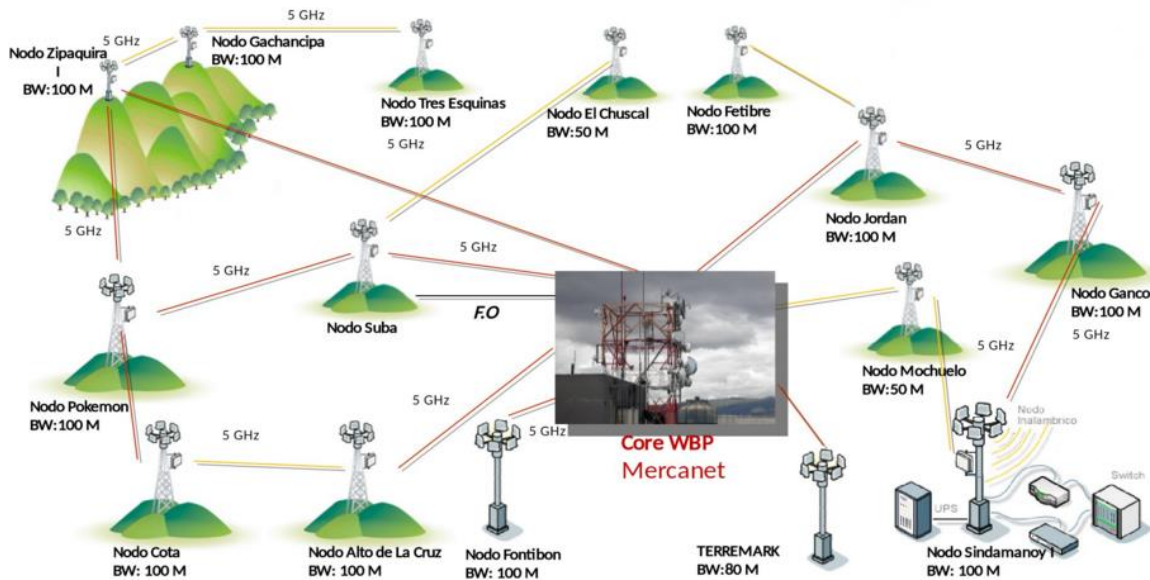 5 GHz
5 GHz
Nodo Zipaquira
I
BW:100 M
Nodo Gachancipa
BW:100 M
Nodo Tres Esquinas
BW:100 M
Nodo El Chuscal
BW:50 M
Nodo Fetibre
BW:100 M
5 GHz
5 GHz
Nodo Jordan
BW:100 M
5 GHz
5 GHz
5 GHz
Nodo Suba
F.O
Nodo Ganco
BW:100 M
5 GHz
5 GHz
Nodo Mochuelo
BW:50 M
Nodo Pokemon
BW:100 M
5 GHz
5 GHz
5 GHz
Core WBP
Mercanet
Nodo
Inalambrico
Switch
UPS
Nodo Cota
BW: 100 M
Nodo Alto de La Cruz
BW: 100 M
Nodo Fontibon
BW: 100 M
TERREMARK
BW:80 M
Nodo Sindamanoy I
BW: 100 M